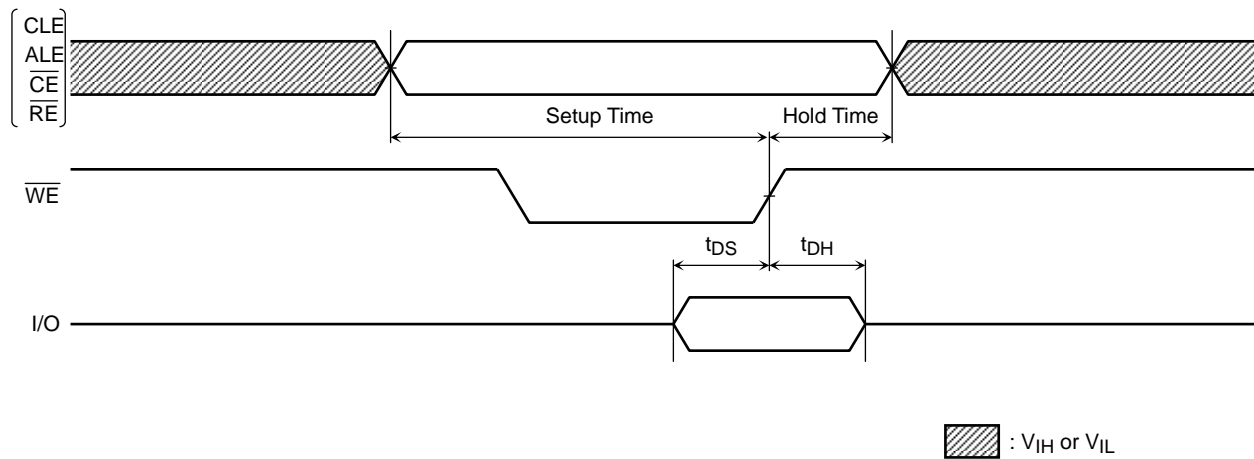 CLE
ALE
CE
RE
Setup Time
Hold Time
WE
tDS
tDH
I/O
: VIH or VIL